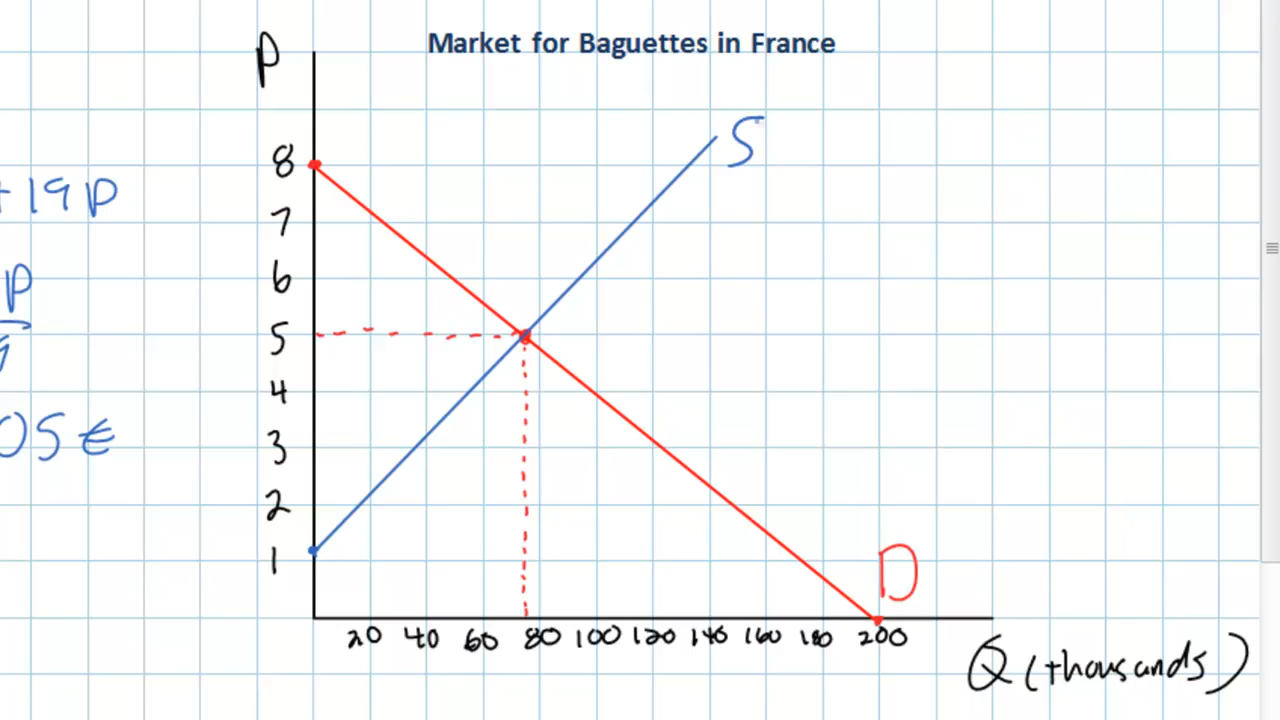 Market for Baguettes in France
P
S
8
+ 19P
7
6
P
5
4
05 €
3
2
1
D
20 40 60 80 100 120 140 160 180 200
Q (thousands)